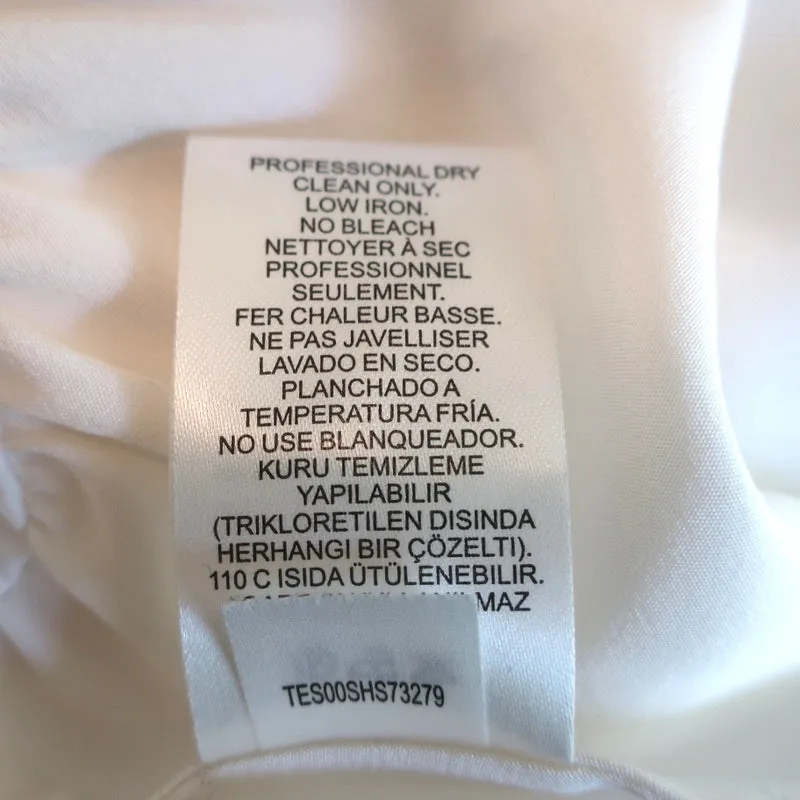 PROFESSIONAL DRY
CLEAN ONLY.
LOW IRON.
NO BLEACH
NETTOYER À SEC
PROFESSIONNEL
SEULEMENT.
FER CHALEUR BASSE.
NE PAS JAVELLISER
LAVADO EN SECO.
PLANCHADO A
TEMPERATURA FRÍA.
NO USE BLANQUEADOR.
KURU TEMIZLEME
YAPILABILIR
(TRIKLORETILEN DISINDA
HERHANGI BIR ÇÖZELTI).
110 C ISIDA ÜTÜLENEBILIR.
TES00SHS73279